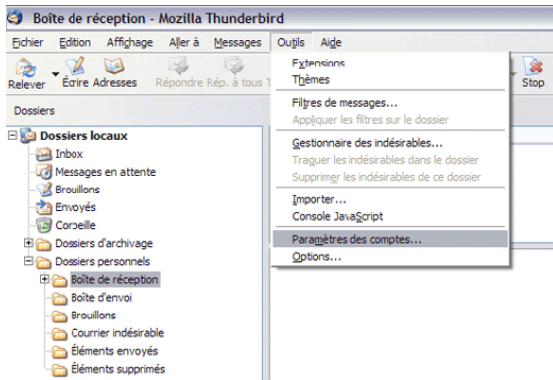 Boîte de réception - Mozilla Thunderbird
Fichier Edition Affichage Aller à Messages Outils Aide
Relever Écrire Adresses Répondre Rép. à tous Stop
Dossiers
Dossiers locaux
Inbox
Messages en attente
Brouillons
Envoyés
Corbeille
Dossiers d'archivage
Dossiers personnels
Boîte de réception
Boîte d'envoi
Brouillons
Courrier indésirable
Éléments envoyés
Éléments supprimés
Extensions
Thèmes
Filtres de messages...
Appliquer les filtres sur le dossier
Gestionnaire des indésirables...
Traquer les indésirables dans le dossier
Supprimer les indésirables de ce dossier
Importer...
Console JavaScript
Paramètres des comptes...
Options...